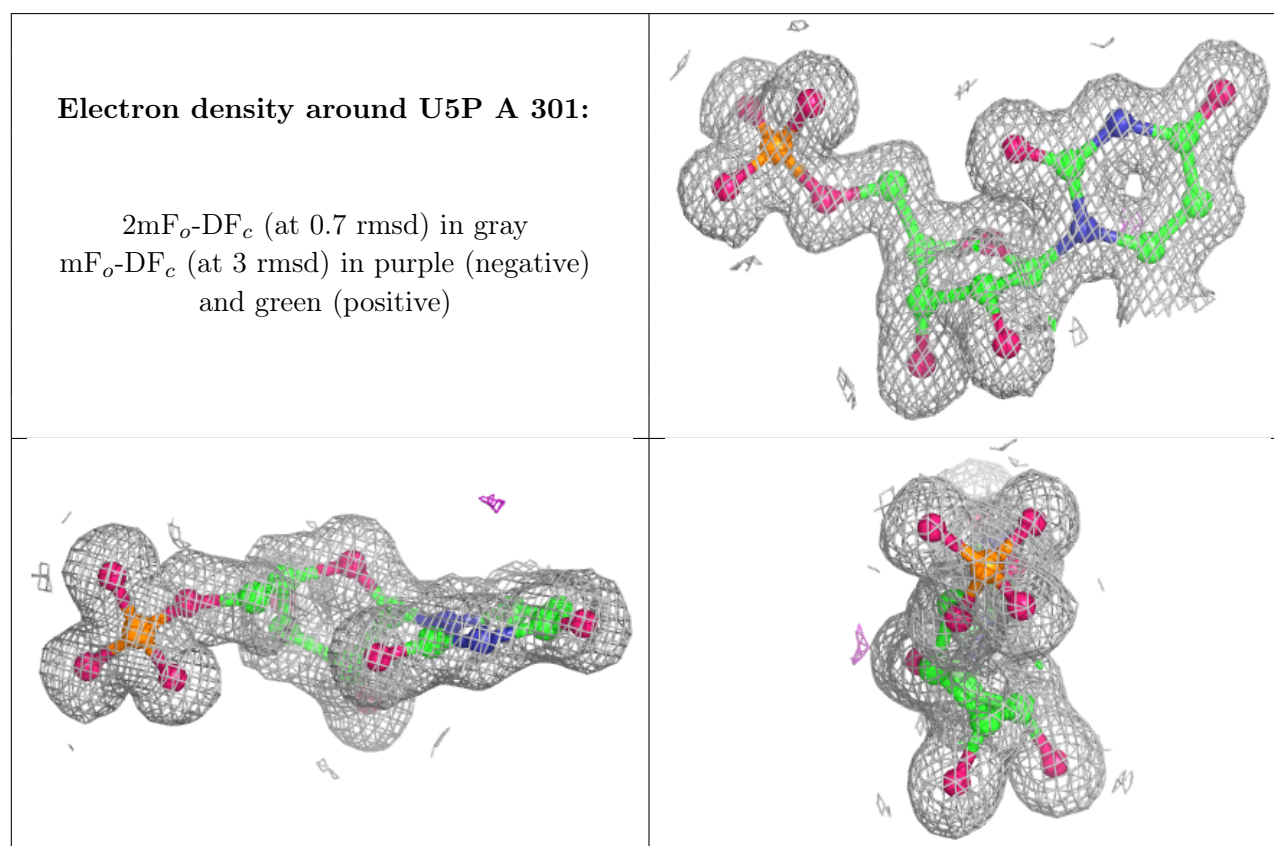 Electron density around U5P A 301:
2mFo-DFc (at 0.7 rmsd) in gray
mFo-DFc (at 3 rmsd) in purple (negative)
and green (positive)